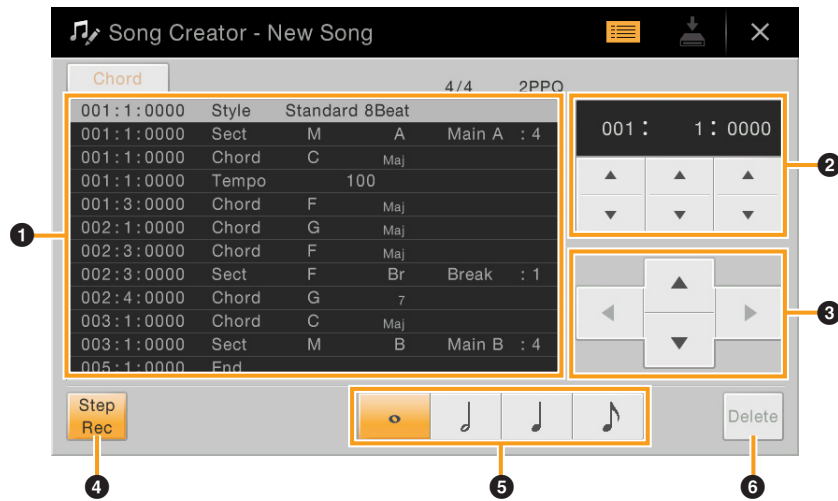 Song Creator - New Song
Chord
4/4 2PPQ
001:1:0000 Style Standard 8Beat
001:1:0000 Sect M A Main A : 4
001:1:0000 Chord C Maj
001:1:0000 Tempo 100
001:3:0000 Chord F Maj
002:1:0000 Chord G Maj
002:3:0000 Chord F Maj
002:3:0000 Sect F Br Break : 1
002:4:0000 Chord G 7
003:1:0000 Chord C Maj
003:1:0000 Sect M B Main B : 4
005:1:0000 End
001: 1: 0000
1
2
3
Step
Rec
Delete
4
5
6